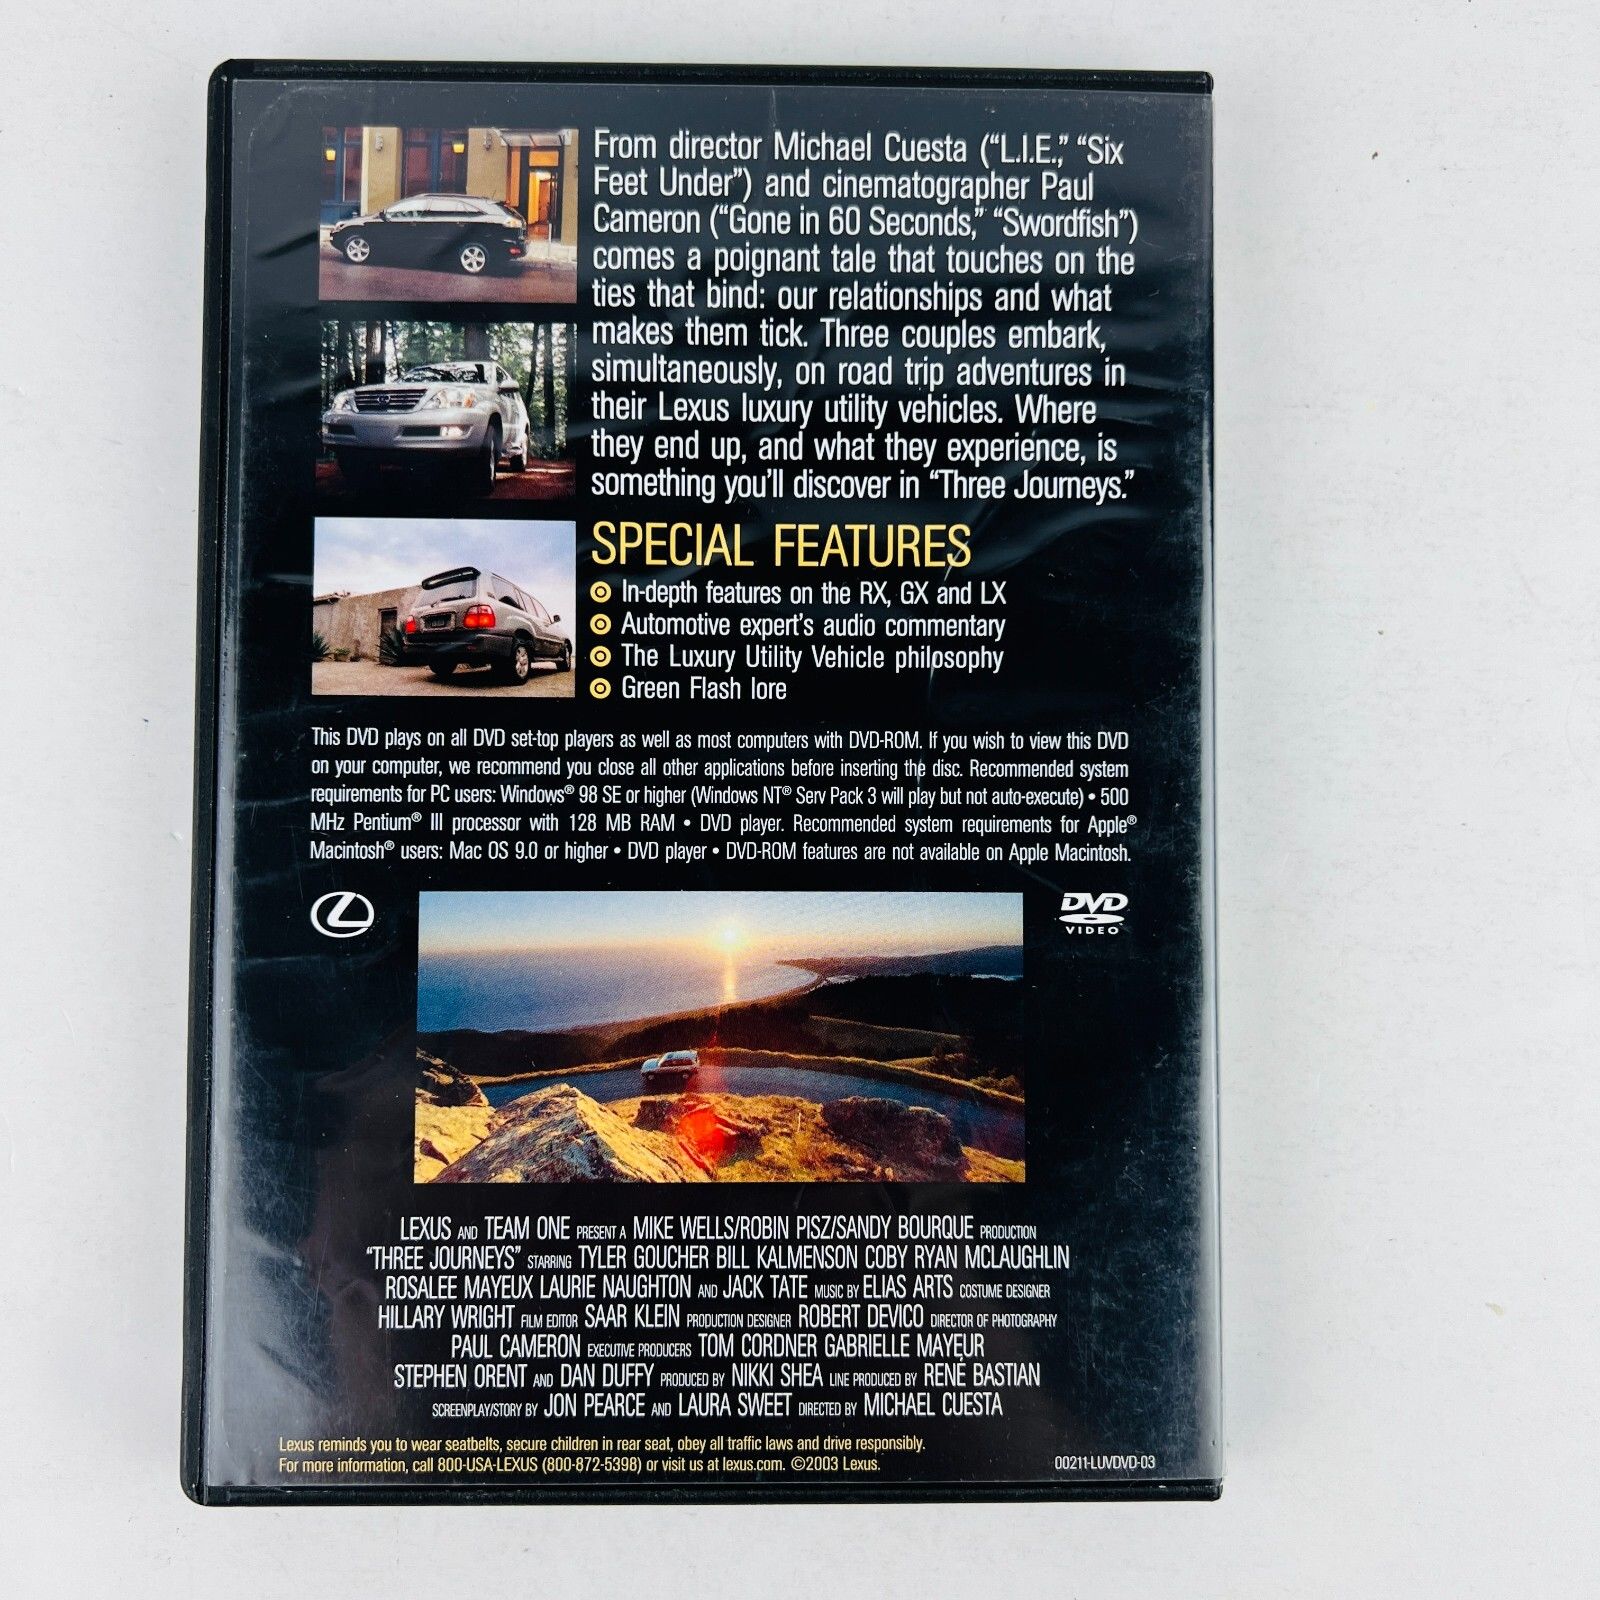 From director Michael Cuesta (“L.I.E.,” “Six
Feet Under”) and cinematographer Paul
Cameron (“Gone in 60 Seconds,” “Swordfish”)
comes a poignant tale that touches on the
ties that bind: our relationships and what
makes them tick. Three couples embark,
simultaneously, on road trip adventures in
their Lexus luxury utility vehicles. Where
they end up, and what they experience, is
something you’ll discover in “Three Journeys.”
SPECIAL FEATURES
In-depth features on the RX, GX and LX
Automotive expert’s audio commentary
The Luxury Utility Vehicle philosophy
Green Flash lore
This DVD plays on all DVD set-top players as well as most computers with DVD-ROM. If you wish to view this DVD
on your computer, we recommend you close all other applications before inserting the disc. Recommended system
requirements for PC users: Windows® 98 SE or higher (Windows NT® Serv Pack 3 will play but not auto-execute) • 500
MHz Pentium® III processor with 128 MB RAM • DVD player. Recommended system requirements for Apple®
Macintosh® users: Mac OS 9.0 or higher • DVD player • DVD-ROM features are not available on Apple Macintosh.
DVD
VIDEO
LEXUS AND TEAM ONE PRESENT A MIKE WELLS/ROBIN PISZ/SANDY BOURQUE PRODUCTION
“THREE JOURNEYS” STARRING TYLER GOUCHER BILL KALMENSON COBY RYAN MCLAUGHLIN
ROSALEE MAYEUX LAURIE NAUGHTON AND JACK TATE MUSIC BY ELIAS ARTS COSTUME DESIGNER
HILLARY WRIGHT FILM EDITOR SAAR KLEIN PRODUCTION DESIGNER ROBERT DEVICO DIRECTOR OF PHOTOGRAPHY
PAUL CAMERON EXECUTIVE PRODUCERS TOM CORDNER GABRIELLE MAYEUR
STEPHEN ORENT AND DAN DUFFY PRODUCED BY NIKKI SHEA LINE PRODUCED BY RENÉ BASTIAN
SCREENPLAY/STORY BY JON PEARCE AND LAURA SWEET DIRECTED BY MICHAEL CUESTA
Lexus reminds you to wear seatbelts, secure children in rear seat, obey all traffic laws and drive responsibly.
For more information, call 800-USA-LEXUS (800-872-5398) or visit us at lexus.com. ©2003 Lexus.
00211-LUVDVD-03